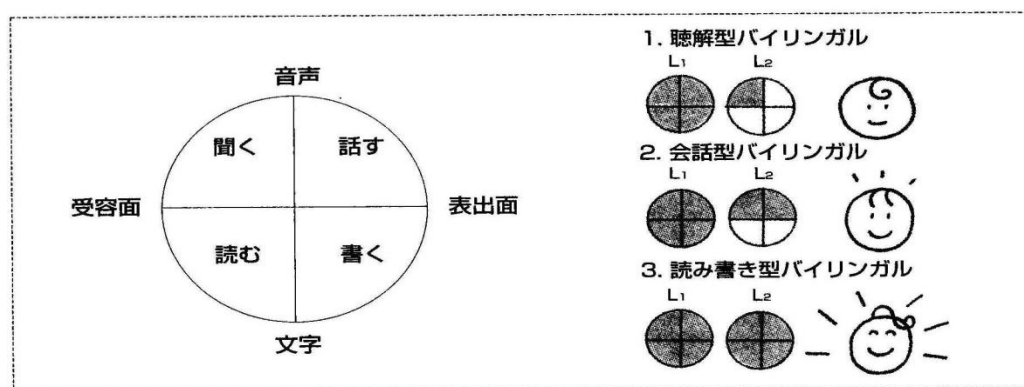 音声
聞く 話す
受容面 表出面
読む 書く
文字
1. 聴解型バイリンガル
L1 L2
2. 会話型バイリンガル
L1 L2
3. 読み書き型バイリンガル
L1 L2